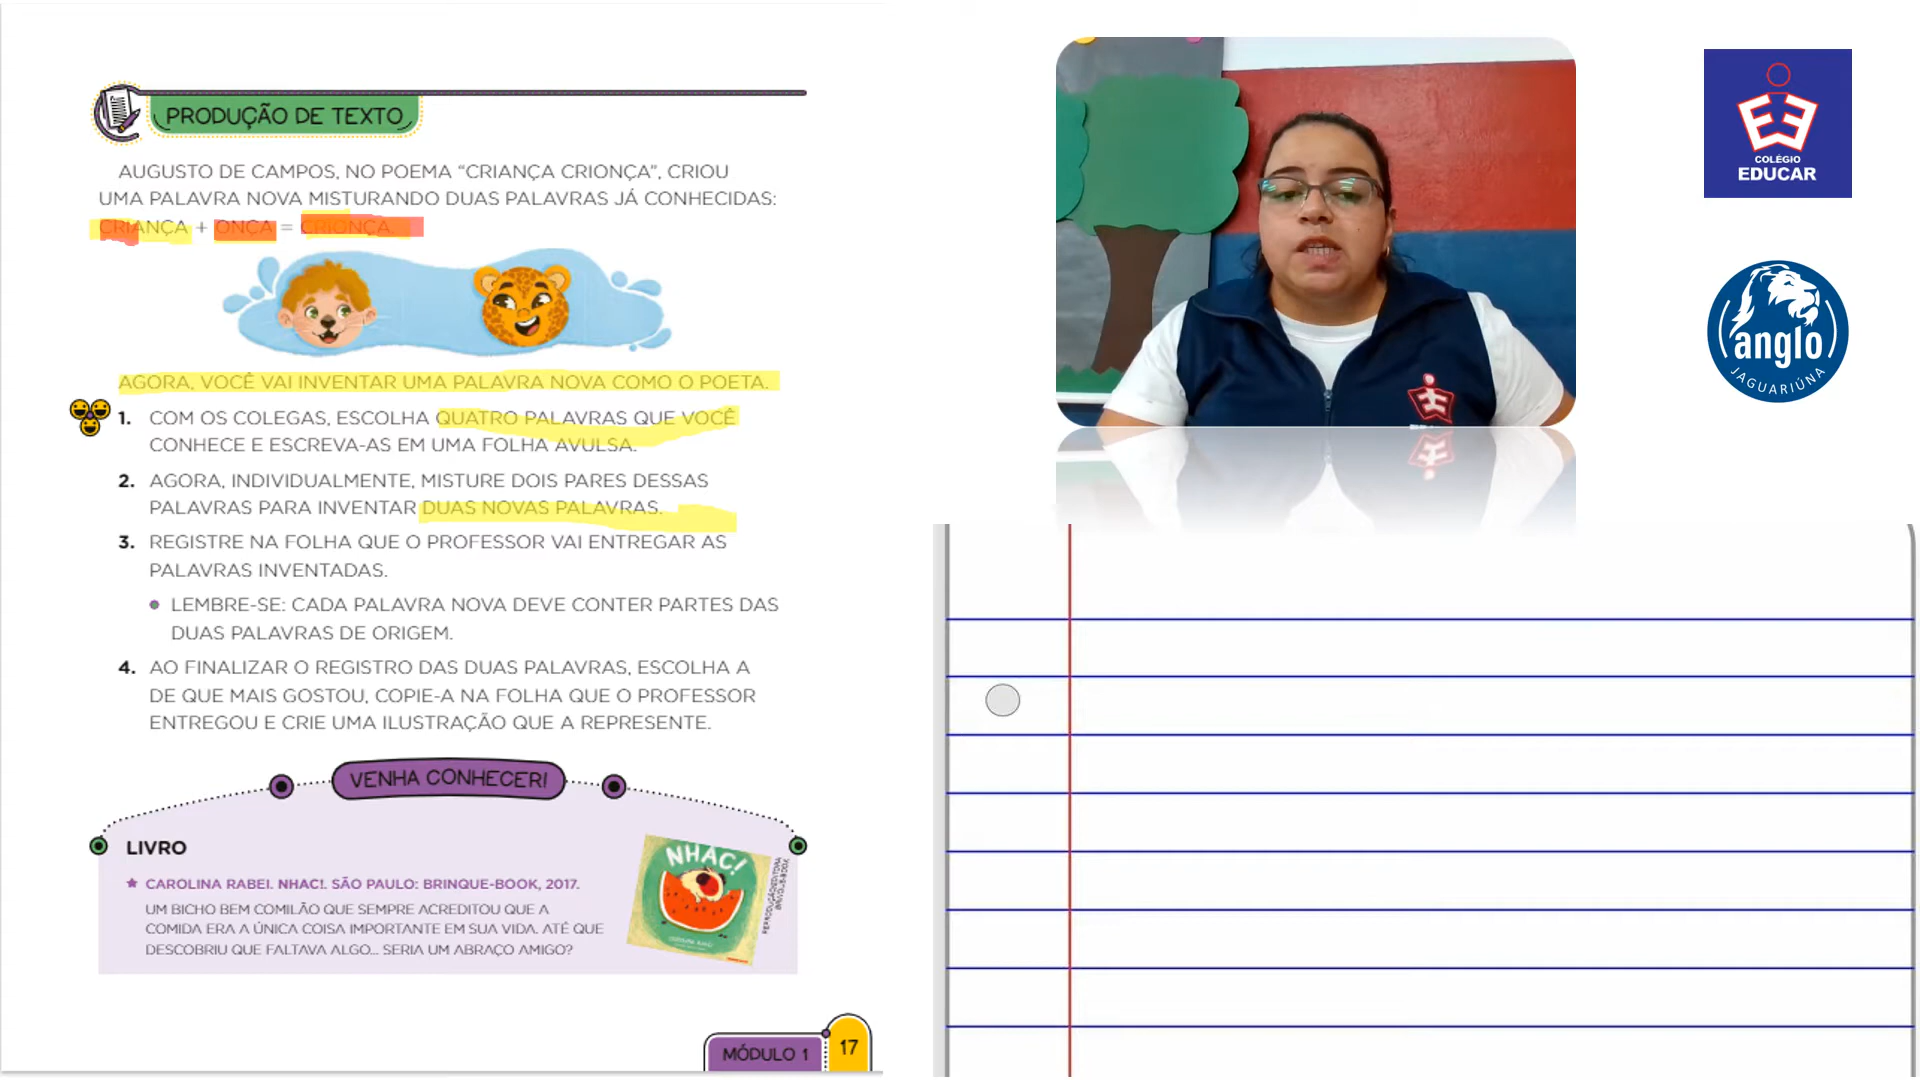 PRODUÇÃO DE TEXTO
AUGUSTO DE CAMPOS, NO POEMA “CRIANÇA CRIONÇA”, CRIOU
UMA PALAVRA NOVA MISTURANDO DUAS PALAVRAS JÁ CONHECIDAS:
CRIANÇA + ONÇA = CRIONÇA.
AGORA, VOCÊ VAI INVENTAR UMA PALAVRA NOVA COMO O POETA.
1. COM OS COLEGAS, ESCOLHA QUATRO PALAVRAS QUE VOCÊ
CONHECE E ESCREVA-AS EM UMA FOLHA AVULSA.
2. AGORA, INDIVIDUALMENTE, MISTURE DOIS PARES DESSAS
PALAVRAS PARA INVENTAR DUAS NOVAS PALAVRAS.
3. REGISTRE NA FOLHA QUE O PROFESSOR VAI ENTREGAR AS
PALAVRAS INVENTADAS.
LEMBRE-SE: CADA PALAVRA NOVA DEVE CONTER PARTES DAS
DUAS PALAVRAS DE ORIGEM.
4. AO FINALIZAR O REGISTRO DAS DUAS PALAVRAS, ESCOLHA A
DE QUE MAIS GOSTOU, COPIE-A NA FOLHA QUE O PROFESSOR
ENTREGOU E CRIE UMA ILUSTRAÇÃO QUE A REPRESENTE.
VENHA CONHECER!
LIVRO
CAROLINA RABEI. NHAC!. SÃO PAULO: BRINQUE-BOOK, 2017.
UM BICHO BEM COMILÃO QUE SEMPRE ACREDITOU QUE A
COMIDA ERA A ÚNICA COISA IMPORTANTE EM SUA VIDA. ATÉ QUE
DESCOBRIU QUE FALTAVA ALGO... SERIA UM ABRAÇO AMIGO?
NHAC!
REPRODUÇÃO/EDITORA
BRINQUE-BOOK
MÓDULO 1
17
COLÉGIO
EDUCAR
anglo
JAGUARIÚNA